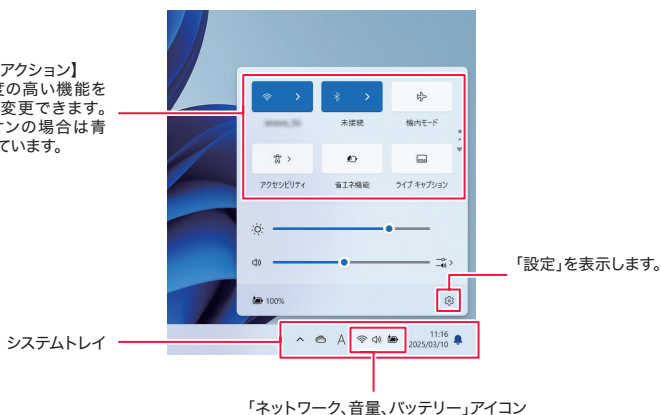 アクション】
度の高い機能を
変更できます。
オンの場合は青
ています。
未接続
機内モード
アクセシビリティ
省エネ機能
ライブ キャプション
100%
「設定」を表示します。
システムトレイ
A
11:16
2025/03/10
「ネットワーク、音量、バッテリー」アイコン